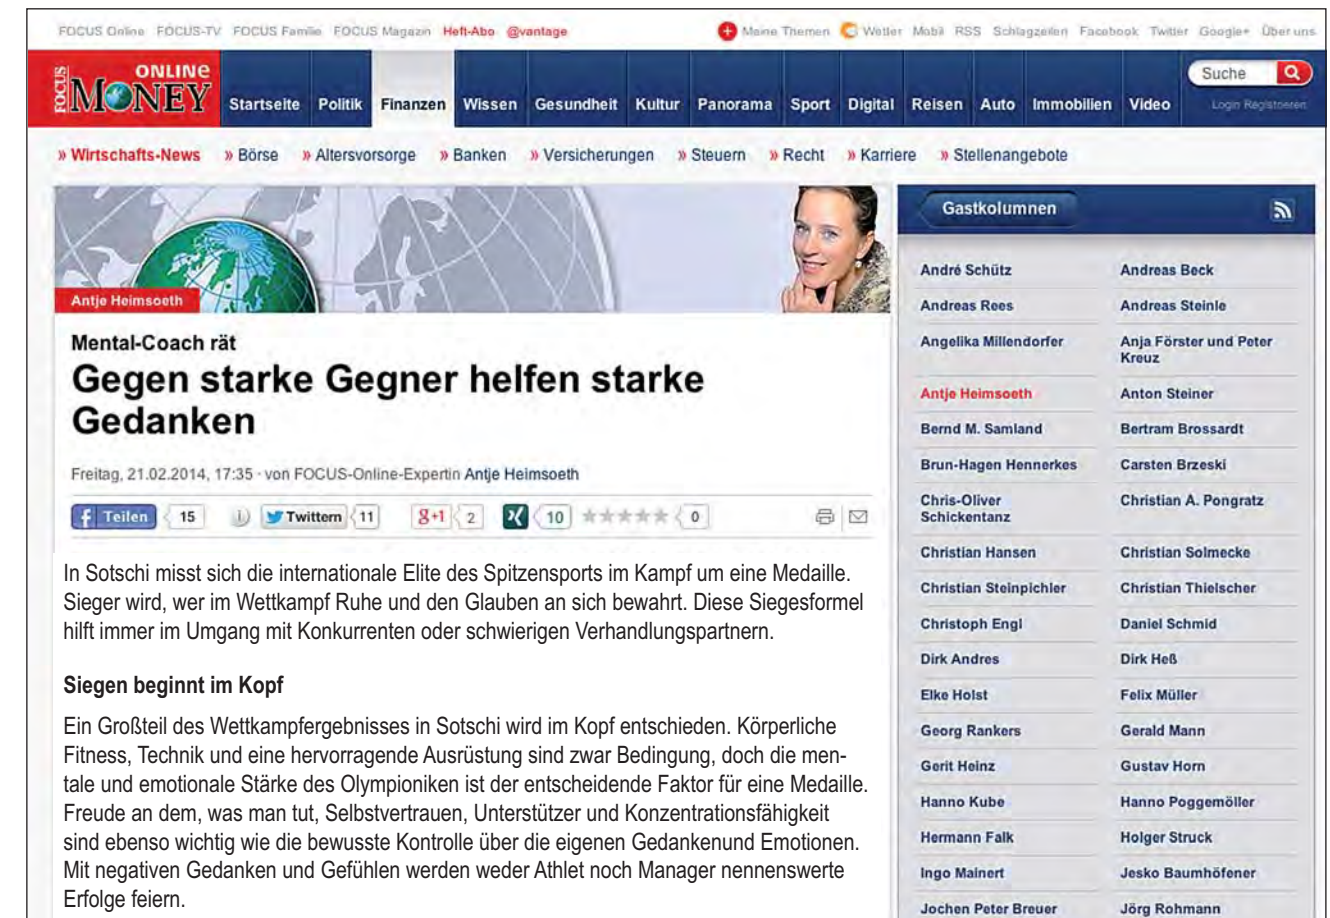 FOCUS Online FOCUS-TV FOCUS Familie FOCUS Magazin Heft-Abo @vantage Meine Themen Wetter Mobil RSS Schlagzeilen Facebook Twitter Google+ Über uns
FOCUS ONLINE MONEY
Startseite Politik Finanzen Wissen Gesundheit Kultur Panorama Sport Digital Reisen Auto Immobilien Video
Suche
Login Registrieren
» Wirtschafts-News » Börse » Altersvorsorge » Banken » Versicherungen » Steuern » Recht » Karriere » Stellenangebote
Antje Heimsoeth
Mental-Coach rät
Gegen starke Gegner helfen starke
Gedanken
Freitag, 21.02.2014, 17:35 · von FOCUS-Online-Expertin Antje Heimsoeth
f Teilen 15 i Twittern 11 g+1 2 10 0
In Sotschi misst sich die internationale Elite des Spitzensports im Kampf um eine Medaille.
Sieger wird, wer im Wettkampf Ruhe und den Glauben an sich bewahrt. Diese Siegesformel
hilft immer im Umgang mit Konkurrenten oder schwierigen Verhandlungspartnern.
Siegen beginnt im Kopf
Ein Großteil des Wettkampfergebnisses in Sotschi wird im Kopf entschieden. Körperliche
Fitness, Technik und eine hervorragende Ausrüstung sind zwar Bedingung, doch die men-
tale und emotionale Stärke des Olympioniken ist der entscheidende Faktor für eine Medaille.
Freude an dem, was man tut, Selbstvertrauen, Unterstützer und Konzentrationsfähigkeit
sind ebenso wichtig wie die bewusste Kontrolle über die eigenen Gedankenund Emotionen.
Mit negativen Gedanken und Gefühlen werden weder Athlet noch Manager nennenswerte
Erfolge feiern.
Gastkolumnen
André Schütz Andreas Beck
Andreas Rees Andreas Steinle
Angelika Millendorfer Anja Förster und Peter
Kreuz
Antje Heimsoeth Anton Steiner
Bernd M. Samland Bertram Brossardt
Brun-Hagen Hennerkes Carsten Brzeski
Chris-Oliver Christian A. Pongratz
Schickentanz
Christian Hansen Christian Solmecke
Christian Steinpichler Christian Thielscher
Christoph Engl Daniel Schmid
Dirk Andres Dirk Heß
Elke Holst Felix Müller
Georg Rankers Gerald Mann
Gerit Heinz Gustav Horn
Hanno Kube Hanno Poggemöller
Hermann Falk Holger Struck
Ingo Mainert Jesko Baumhöfener
Jochen Peter Breuer Jörg Rohmann